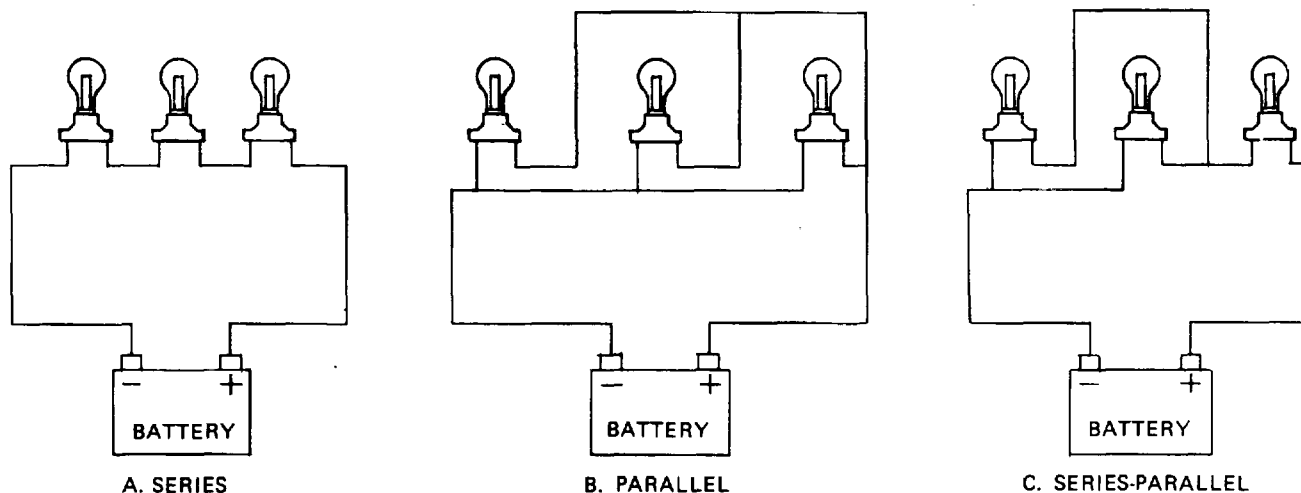 − +
BATTERY
A. SERIES
− +
BATTERY
B. PARALLEL
− +
BATTERY
C. SERIES-PARALLEL